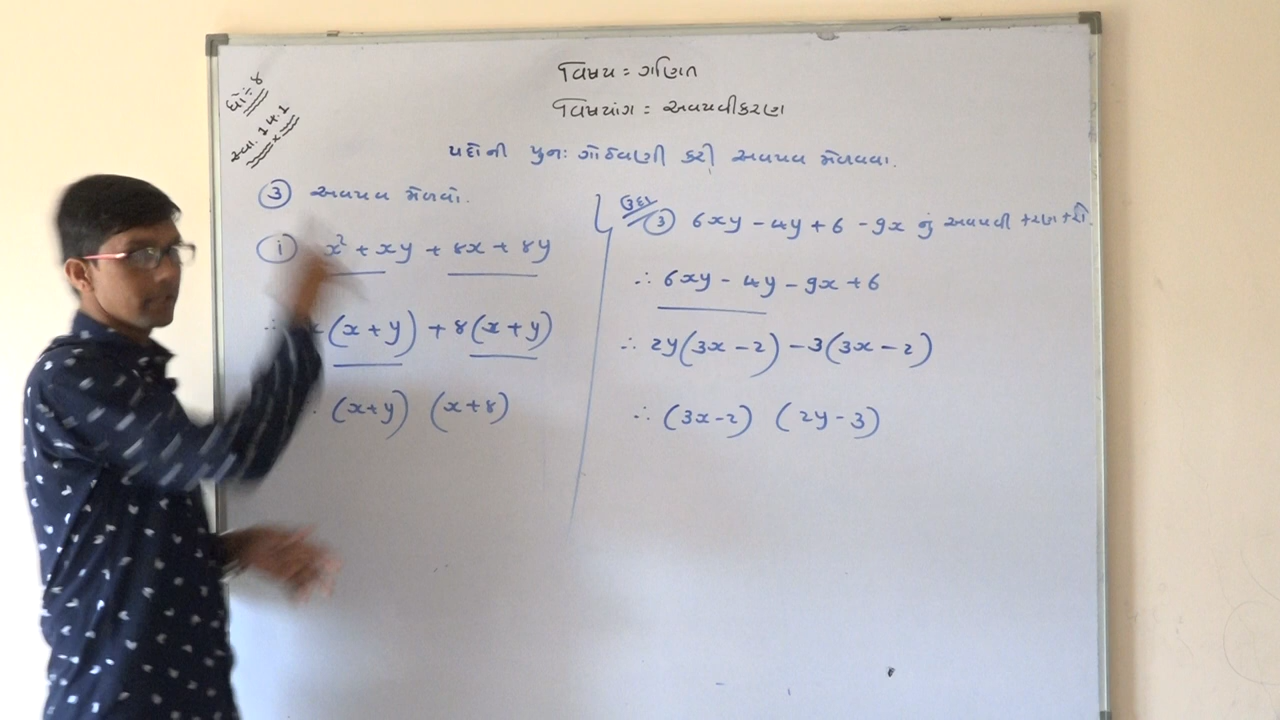 વિષય = ગણિત
વિષયાંગ = અવયવીકરણ
ધો ÷ ૮
સ્વા. 14.1
પદોની પુનઃ ગોઠવણી કરી અવયવ મેળવવા.
③ અવયવ મેળવો.
ⓘ x² + xy + 8x + 8y
(x + y) + 8(x + y)
(x+y) (x+8)
ઉદા ③ 6xy - 4y + 6 - 9x નું અવયવી કરણ કરો.
∴ 6xy - 4y - 9x + 6
∴ 2y(3x - 2) - 3(3x - 2)
∴ (3x-2) (2y-3)